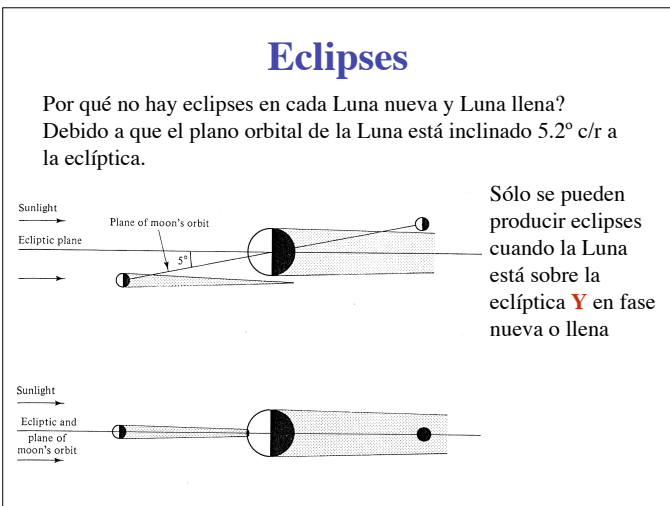 Eclipses
Por qué no hay eclipses en cada Luna nueva y Luna llena?
Debido a que el plano orbital de la Luna está inclinado 5.2º c/r a
la eclíptica.
Sunlight
Plane of moon's orbit
Ecliptic plane
5°
Sólo se pueden
producir eclipses
cuando la Luna
está sobre la
eclíptica Y en fase
nueva o llena
Sunlight
Ecliptic and
plane of
moon's orbit